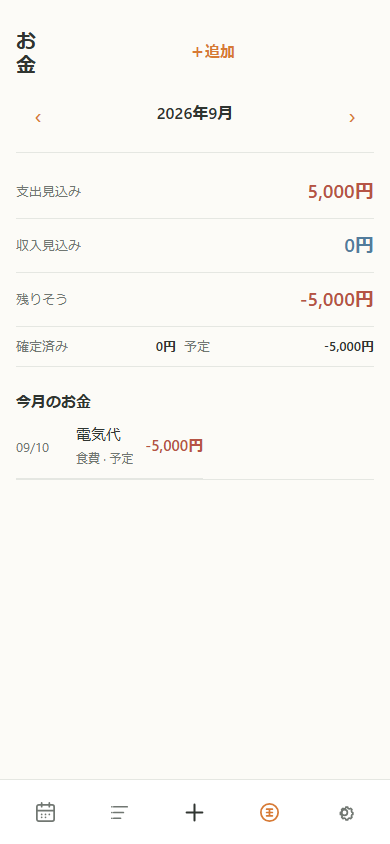 お
金
＋追加
‹ 2026年9月 ›
支出見込み 5,000円
収入見込み 0円
残りそう -5,000円
確定済み 0円 予定 -5,000円
今月のお金
09/10 電気代 -5,000円
食費 · 予定